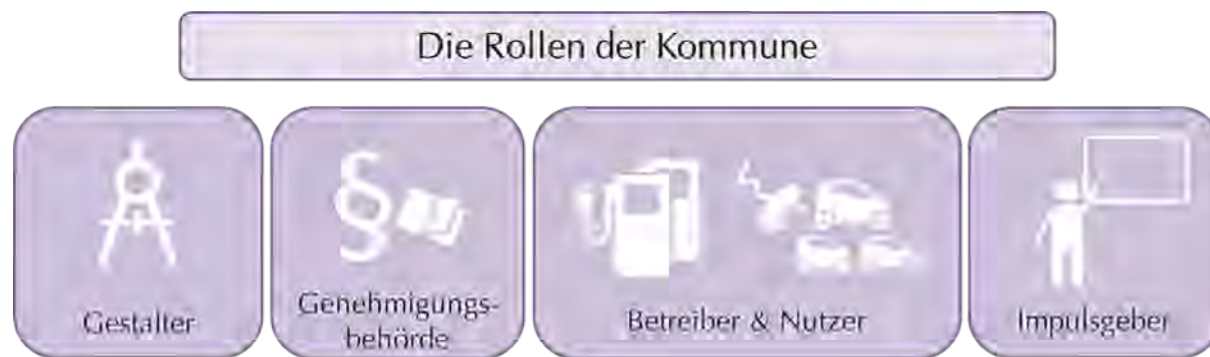 Die Rollen der Kommune
Gestalter
Genehmigungs-
behörde
Betreiber & Nutzer
Impulsgeber